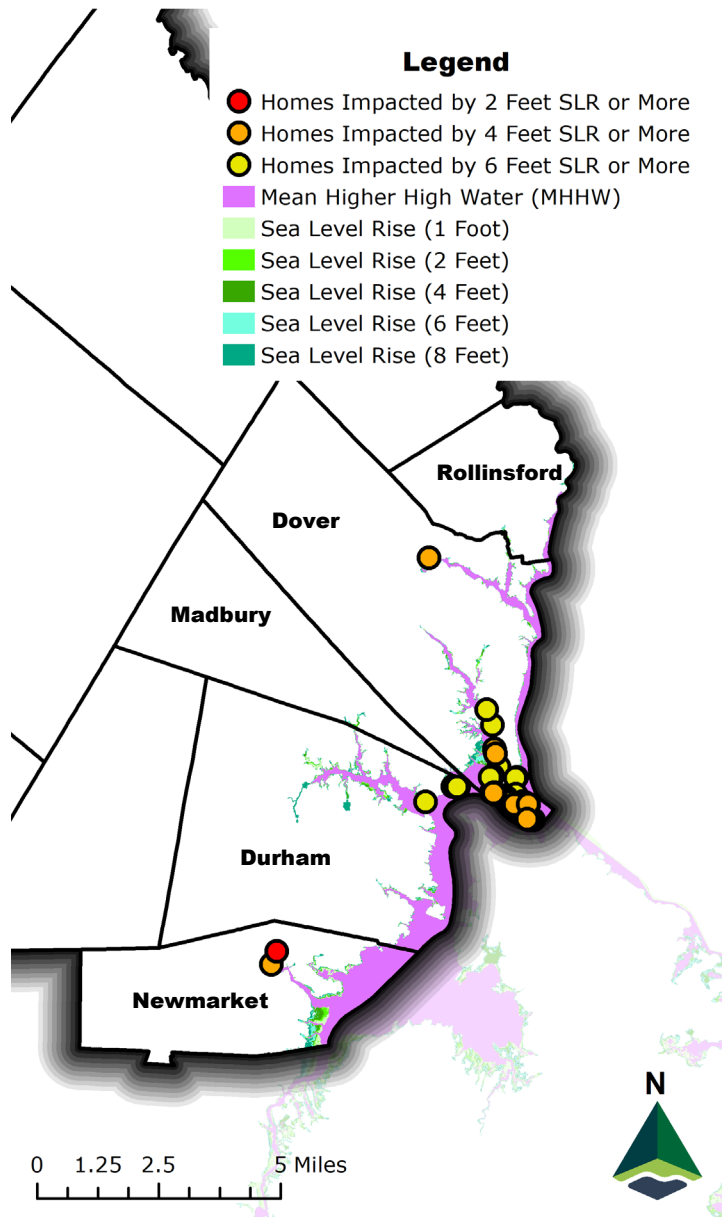 Legend
Homes Impacted by 2 Feet SLR or More
Homes Impacted by 4 Feet SLR or More
Homes Impacted by 6 Feet SLR or More
Mean Higher High Water (MHHW)
Sea Level Rise (1 Foot)
Sea Level Rise (2 Feet)
Sea Level Rise (4 Feet)
Sea Level Rise (6 Feet)
Sea Level Rise (8 Feet)
Rollinsford
Dover
Madbury
Durham
Newmarket
N
0 1.25 2.5 5 Miles